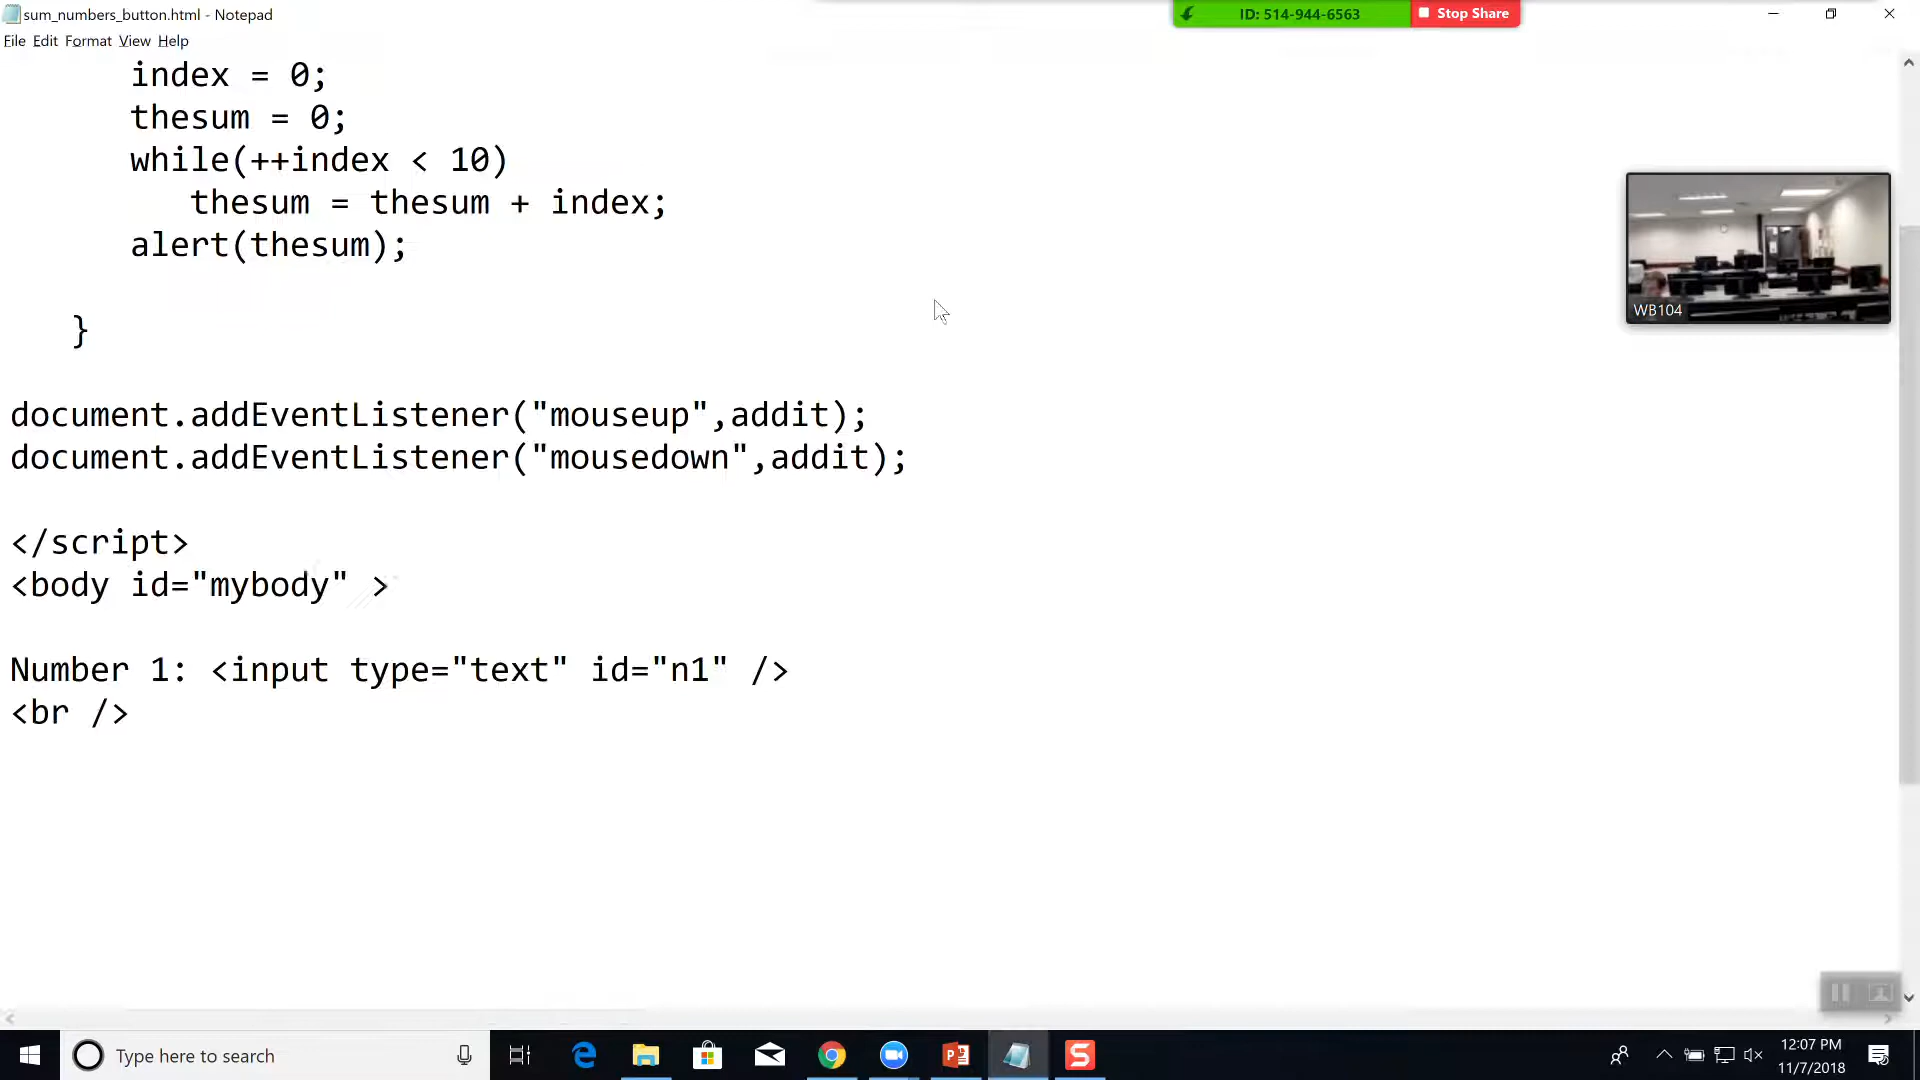 sum_numbers_button.html - Notepad
ID: 514-944-6563
Stop Share
File Edit Format View Help
index = 0;
thesum = 0;
while(++index < 10)
thesum = thesum + index;
alert(thesum);
WB104
}
document.addEventListener("mouseup",addit);
document.addEventListener("mousedown",addit);
</script>
<body id="mybody" >
Number 1: <input type="text" id="n1" />
<br />
Type here to search
12:07 PM
11/7/2018